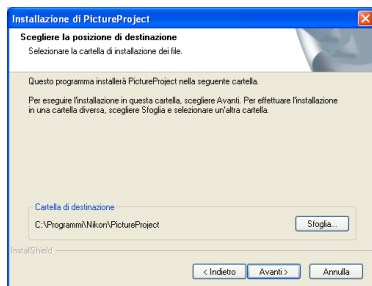 Installazione di PictureProject
Scegliere la posizione di destinazione
Selezionare la cartella di installazione dei file.
Questo programma installerà PictureProject nella seguente cartella.
Per eseguire l'installazione in questa cartella, scegliere Avanti. Per effettuare l'installazione
in una cartella diversa, scegliere Sfoglia e selezionare un'altra cartella.
Cartella di destinazione
C:\Programmi\Nikon\PictureProject
Sfoglia...
InstallShield
< Indietro
Avanti >
Annulla